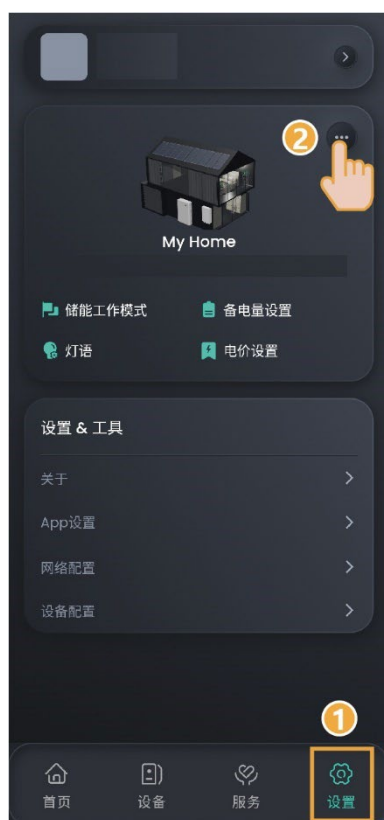 2
My Home
储能工作模式 备电量设置
灯语 电价设置
设置 & 工具
关于
App设置
网络配置
设备配置
1
首页 设备 服务 设置